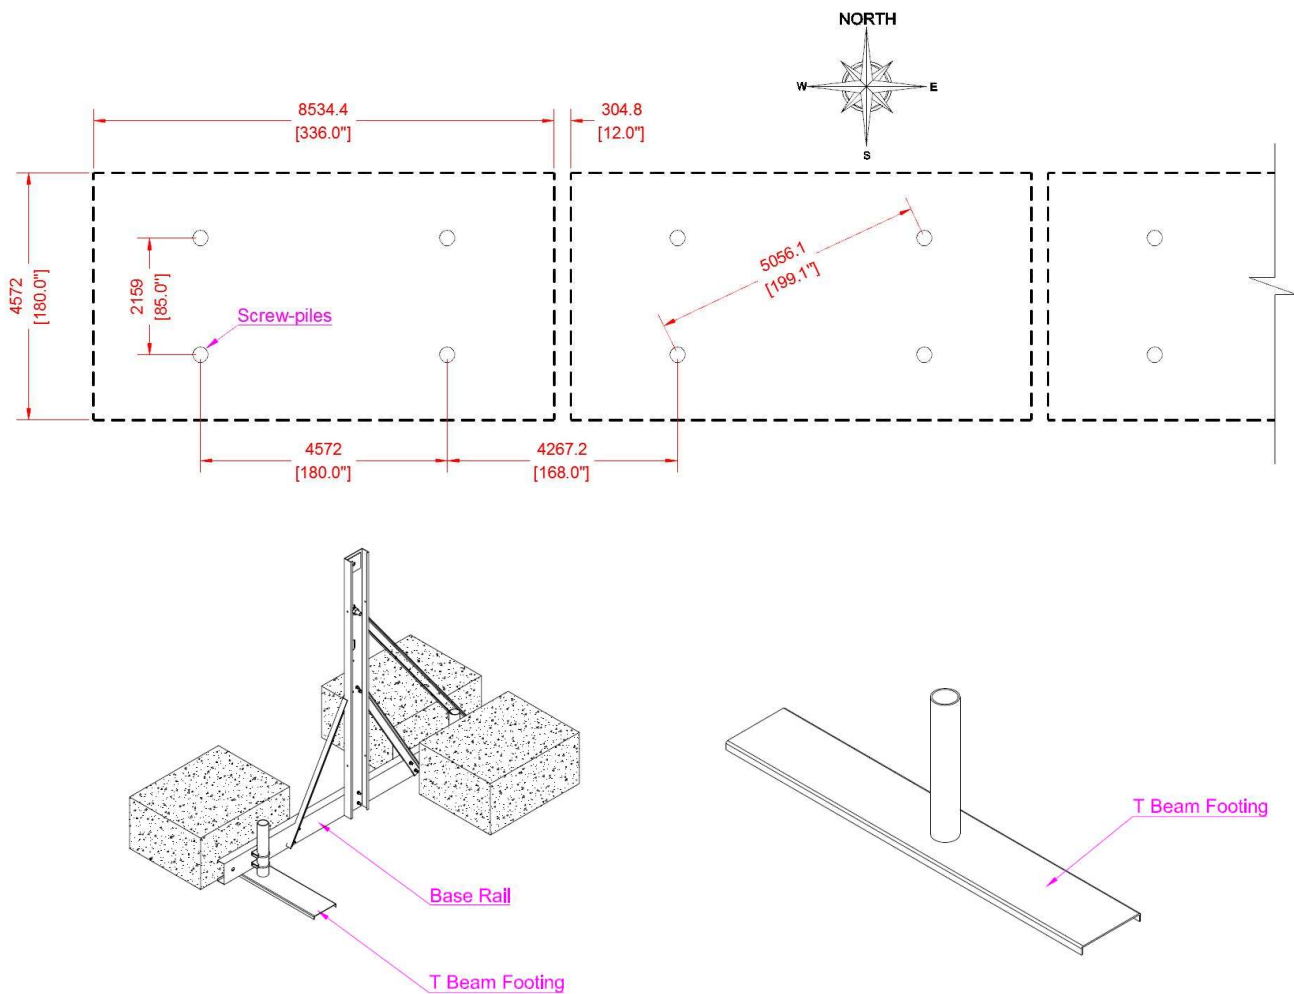 NORTH
W
E
S
8534.4
[336.0"]
304.8
[12.0"]
4572
[180.0"]
2159
[85.0"]
Screw-piles
5056.1
[199.1"]
4572
[180.0"]
4267.2
[168.0"]
T Beam Footing
Base Rail
T Beam Footing